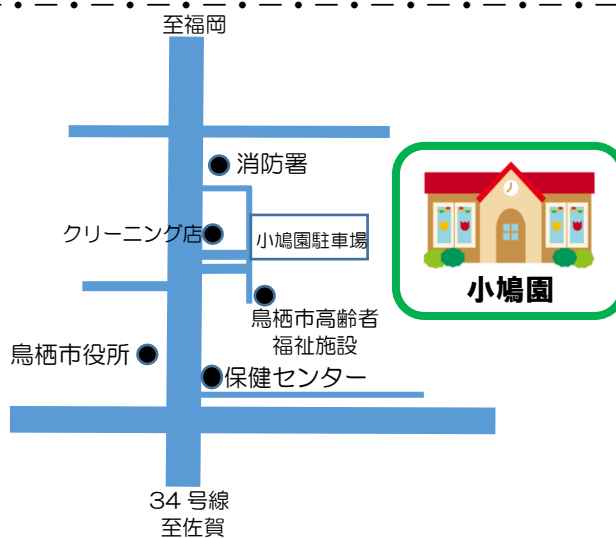 至福岡
消防署
クリーニング店
小鳩園駐車場
小鳩園
鳥栖市高齢者
福祉施設
鳥栖市役所
保健センター
34 号線
至佐賀